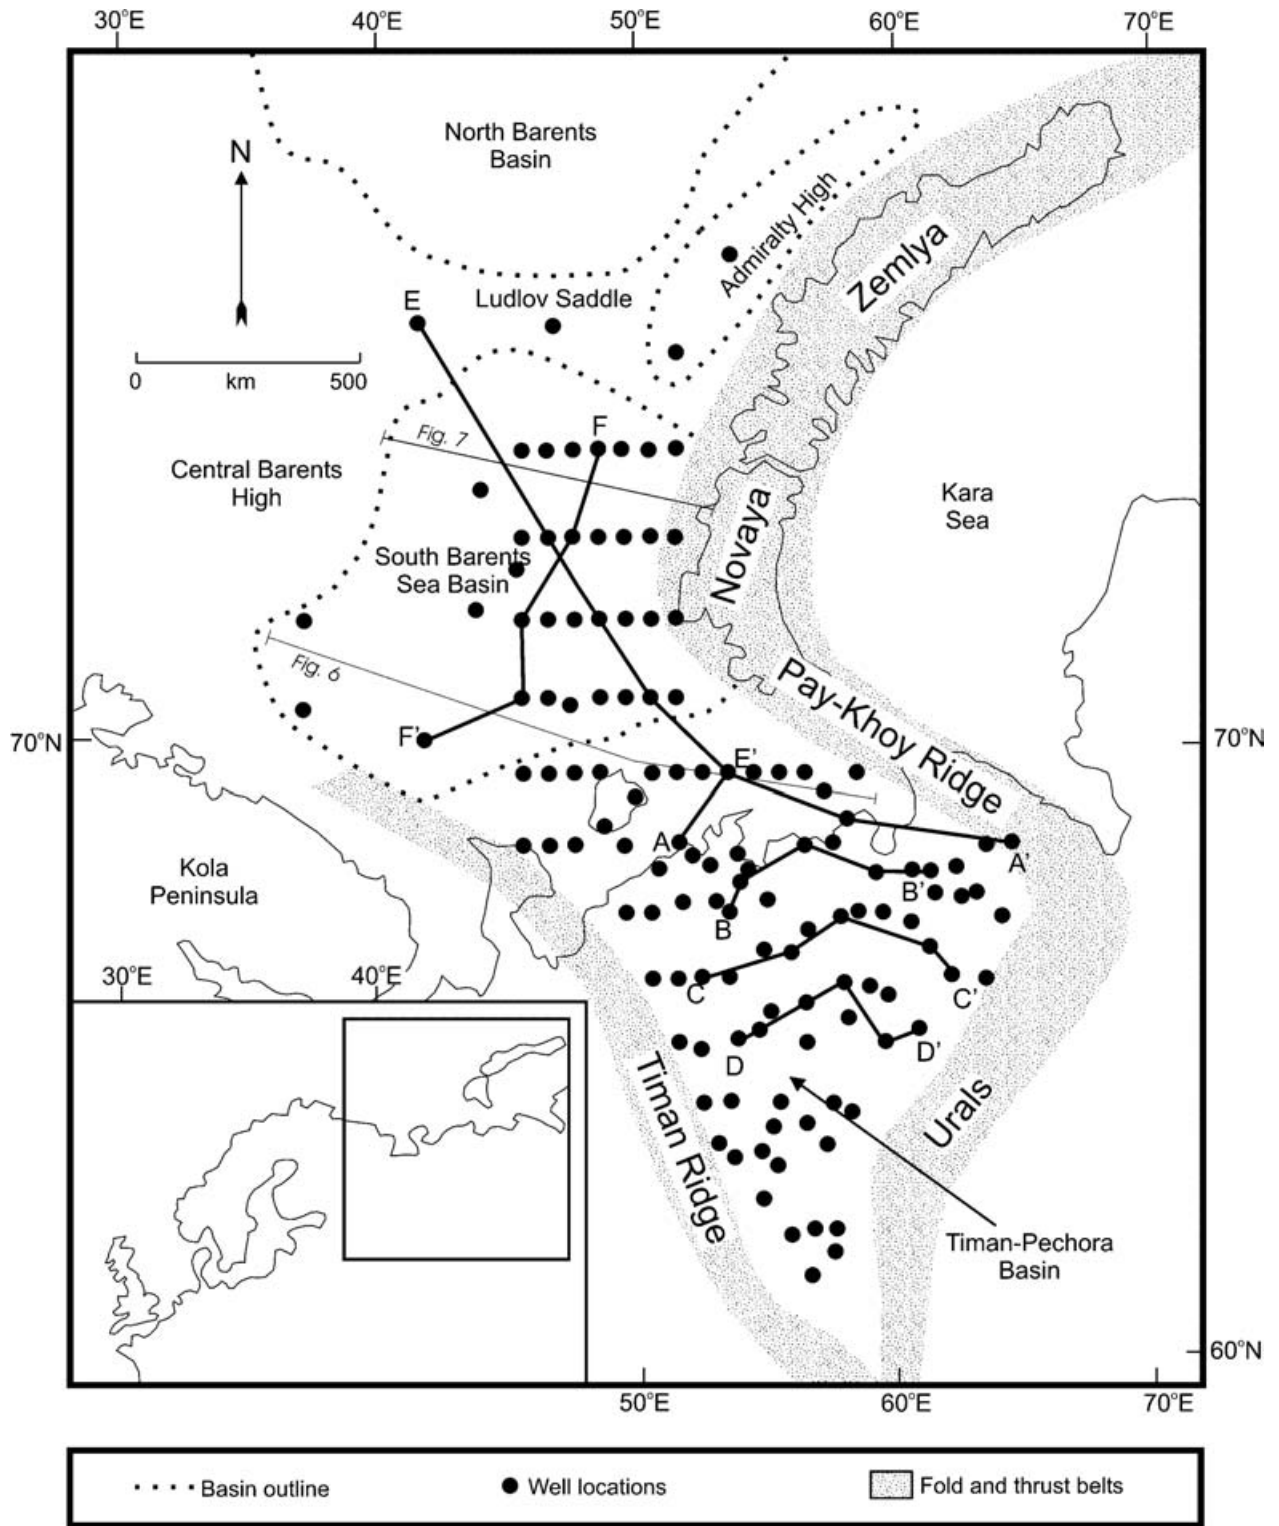 30°E
40°E
50°E
60°E
70°E
North Barents
Basin
N
Admiralty High
Zemlya
E
Ludlov Saddle
0
km
500
F
Fig. 7
Central Barents
High
Kara
Sea
Novaya
South Barents
Sea Basin
Fig. 6
Pay-Khoy Ridge
70°N
F'
70°N
E'
A
A'
Kola
Peninsula
B'
B
30°E
40°E
C
C'
D
D'
Timan Ridge
Urals
Timan-Pechora
Basin
60°N
50°E
60°E
70°E
Basin outline
Well locations
Fold and thrust belts